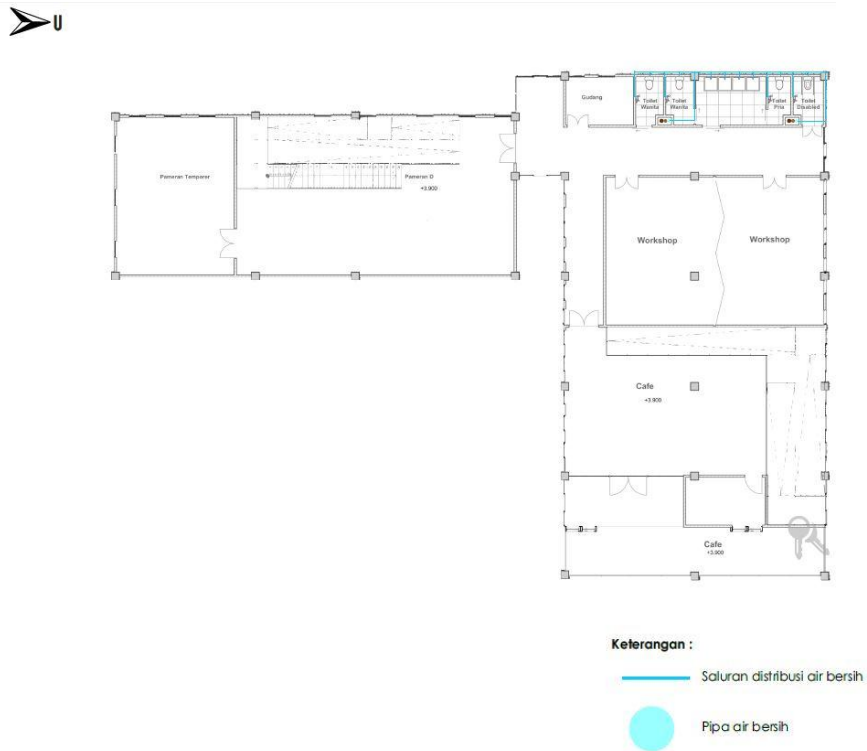 U
Gudang
Toilet
Wanita
Toilet
Wanita
Toilet
Pria
Toilet
Disabled
Pameran Temporer
Pameran D
+3.900
Workshop
Workshop
Cafe
+3.900
Cafe
+3.900
Keterangan :
Saluran distribusi air bersih
Pipa air bersih